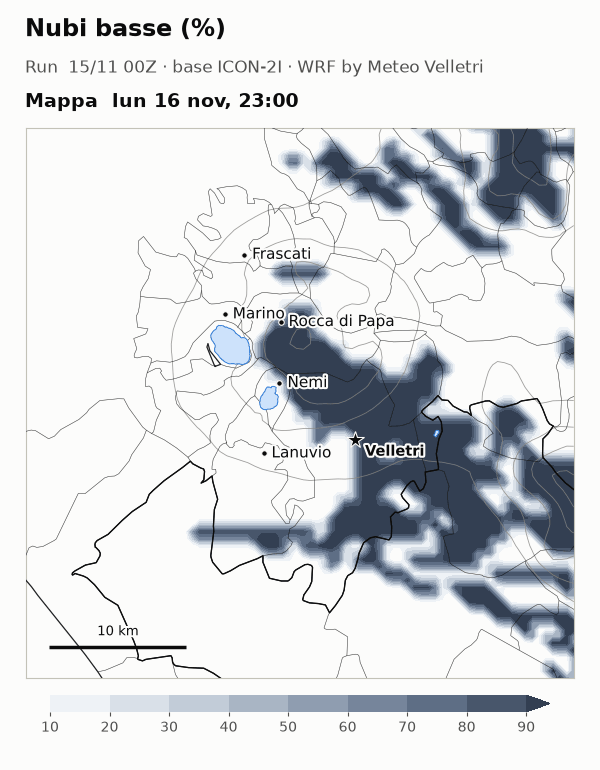 Nubi basse (%)
Run  15/11 00Z · base ICON-2I · WRF by Meteo Velletri
Mappa  lun 16 nov, 23:00
Frascati
Marino
Rocca di Papa
Nemi
Velletri
Lanuvio
10 km
10 20 30 40 50 60 70 80 90